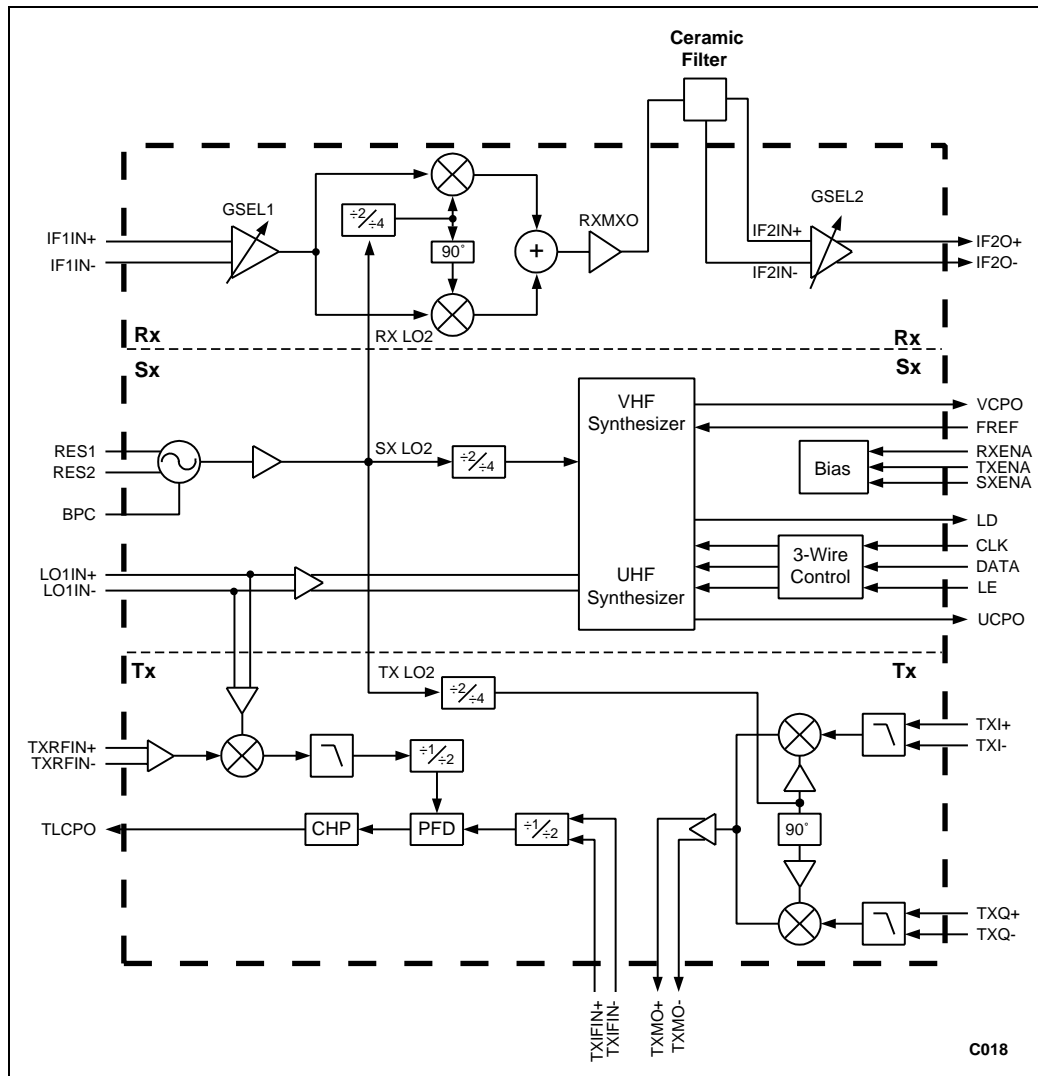 Ceramic
Filter
GSEL1
GSEL2
÷2/÷4
RXMXO
IF1IN+
IF1IN-
90°
+
IF2IN+
IF2IN-
IF2O+
IF2O-
Rx
RX LO2
Rx
Sx
Sx
VHF
Synthesizer
VCPO
FREF
RES1
RES2
SX LO2
÷2/÷4
Bias
RXENA
TXENA
SXENA
BPC
LD
LO1IN+
LO1IN-
UHF
Synthesizer
3-Wire
Control
CLK
DATA
LE
UCPO
Tx
TX LO2
Tx
÷2/÷4
TXRFIN+
TXRFIN-
÷1/÷2
TXI+
TXI-
TLCPO
CHP
PFD
÷1/÷2
90°
TXQ+
TXQ-
TXIFIN+
TXIFIN-
TXMO+
TXMO-
C018